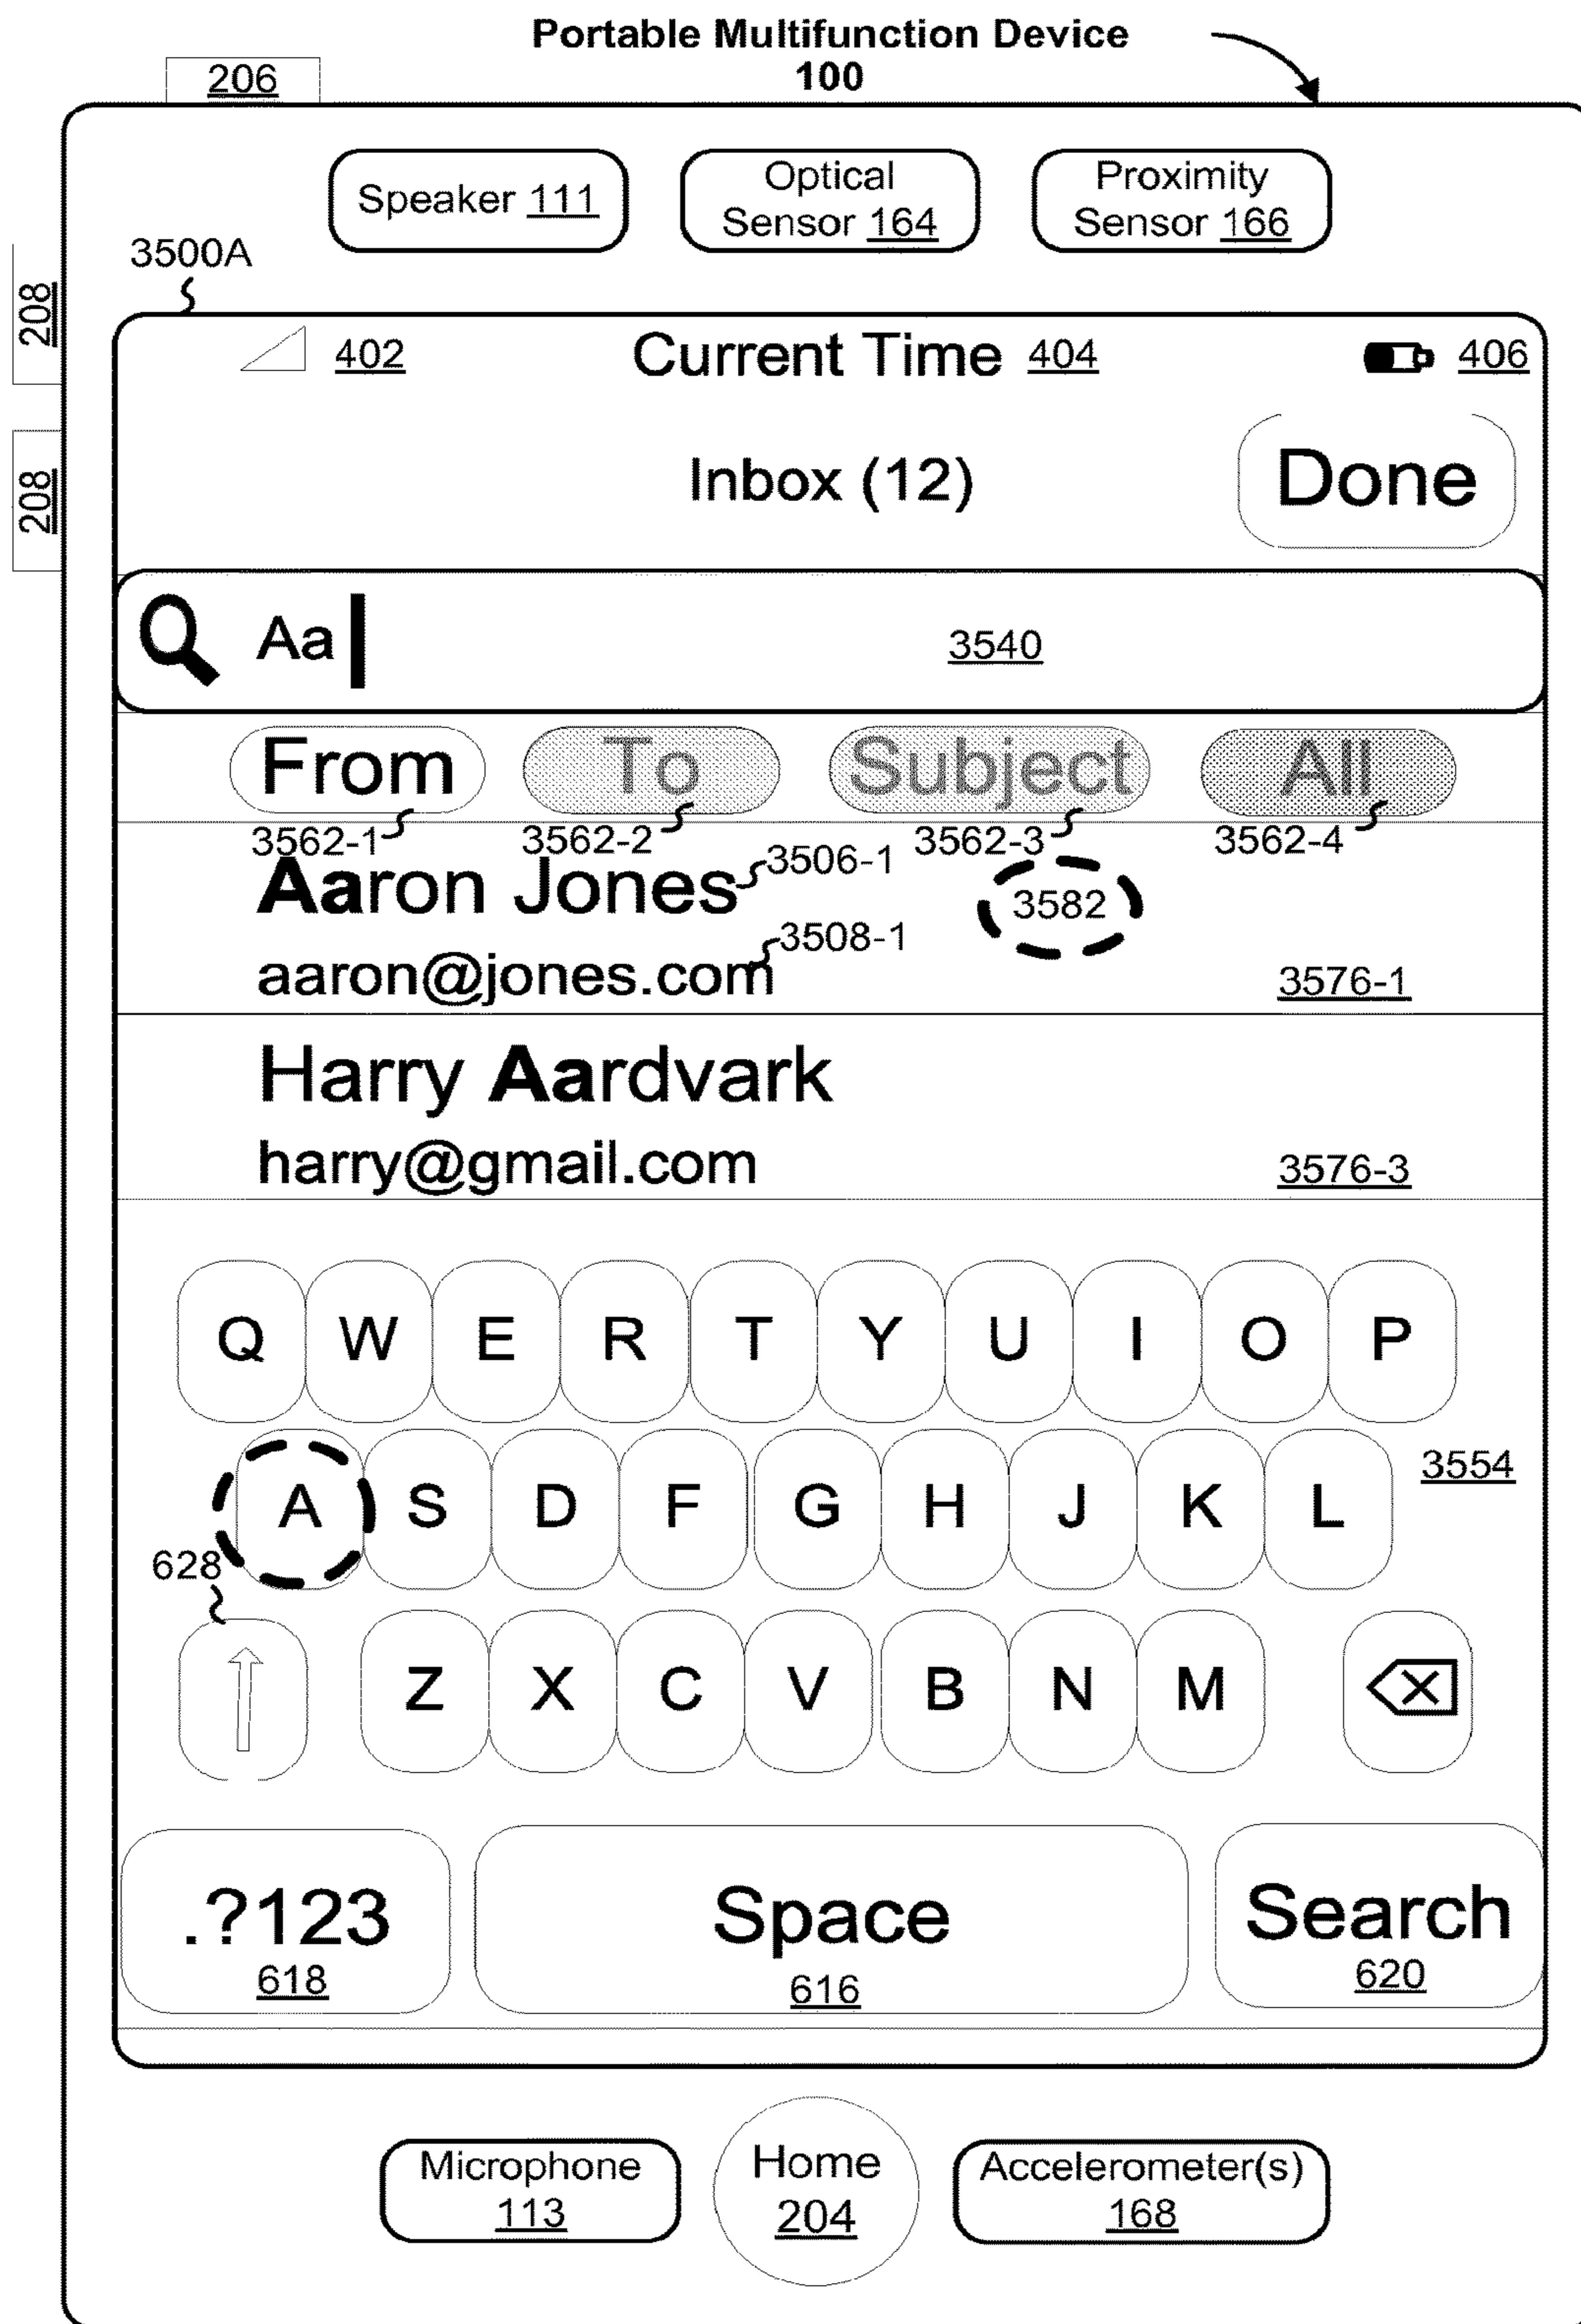 Portable Multifunction Device
100
206
Speaker 111
Optical
Sensor 164
Proximity
Sensor 166
3500A
208
402 Current Time 404 406
Inbox (12) Done
208
Aa 3540
From To Subject All
3562-1 3562-2 3562-3 3562-4
Aaron Jones 3506-1 3582
3508-1
aaron@jones.com 3576-1
Harry Aardvark
harry@gmail.com 3576-3
Q W E R T Y U I O P
A S D F G H J K L 3554
628
Z X C V B N M
.?123 Space Search
618 616 620
Microphone
113
Home
204
Accelerometer(s)
168